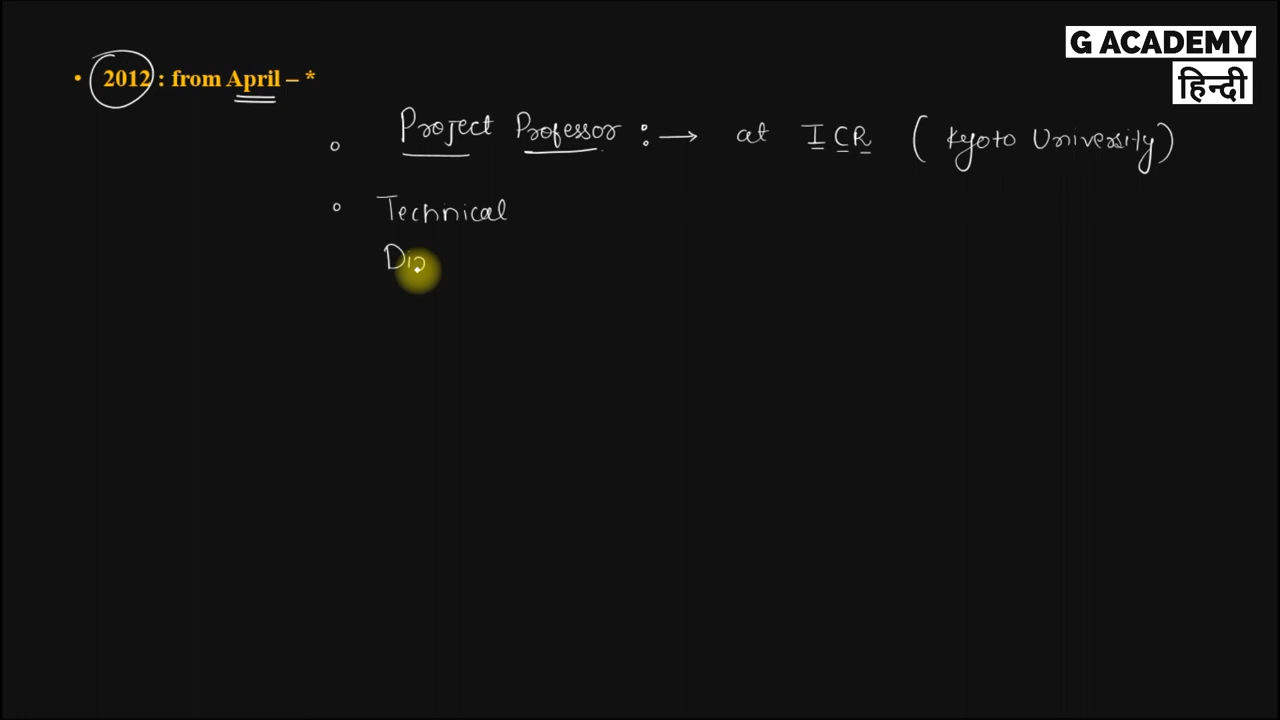 G ACADEMY
हिन्दी
• 2012 : from April – *
Project Professor : → at ICR (Kyoto University)
Technical